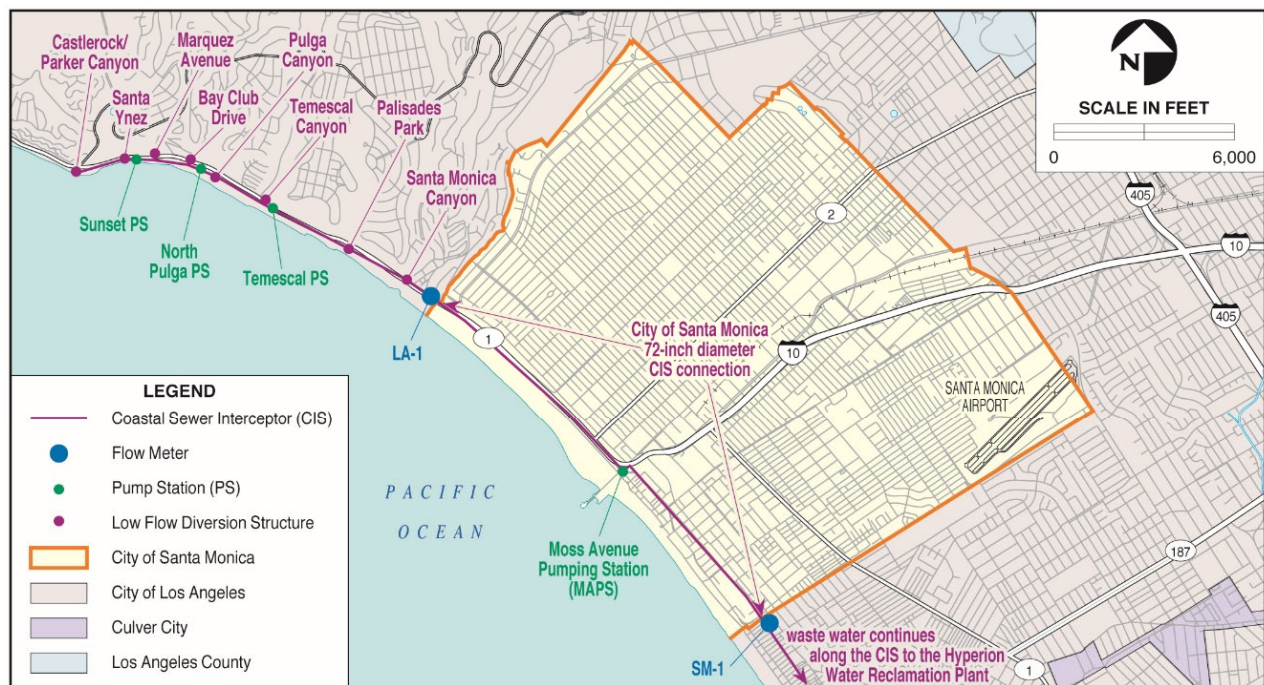 Castlerock/
Parker Canyon
Marquez
Avenue
Pulga
Canyon
Santa
Ynez
Bay Club
Drive
Temescal
Canyon
Palisades
Park
Santa Monica
Canyon
Sunset PS
North
Pulga PS
Temescal PS
LA-1
1
2
10
10
405
405
187
1
City of Santa Monica
72-inch diameter
CIS connection
SANTA MONICA
AIRPORT
PACIFIC
OCEAN
Moss Avenue
Pumping Station
(MAPS)
SM-1
waste water continues
along the CIS to the Hyperion
Water Reclamation Plant
N
SCALE IN FEET
0 6,000
LEGEND
Coastal Sewer Interceptor (CIS)
Flow Meter
Pump Station (PS)
Low Flow Diversion Structure
City of Santa Monica
City of Los Angeles
Culver City
Los Angeles County